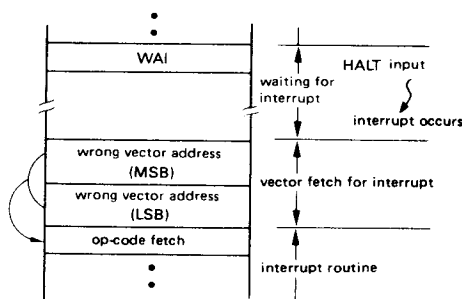 WAI
HALT input
waiting for
interrupt
interrupt occurs
wrong vector address
(MSB)
vector fetch for interrupt
wrong vector address
(LSB)
op-code fetch
interrupt routine